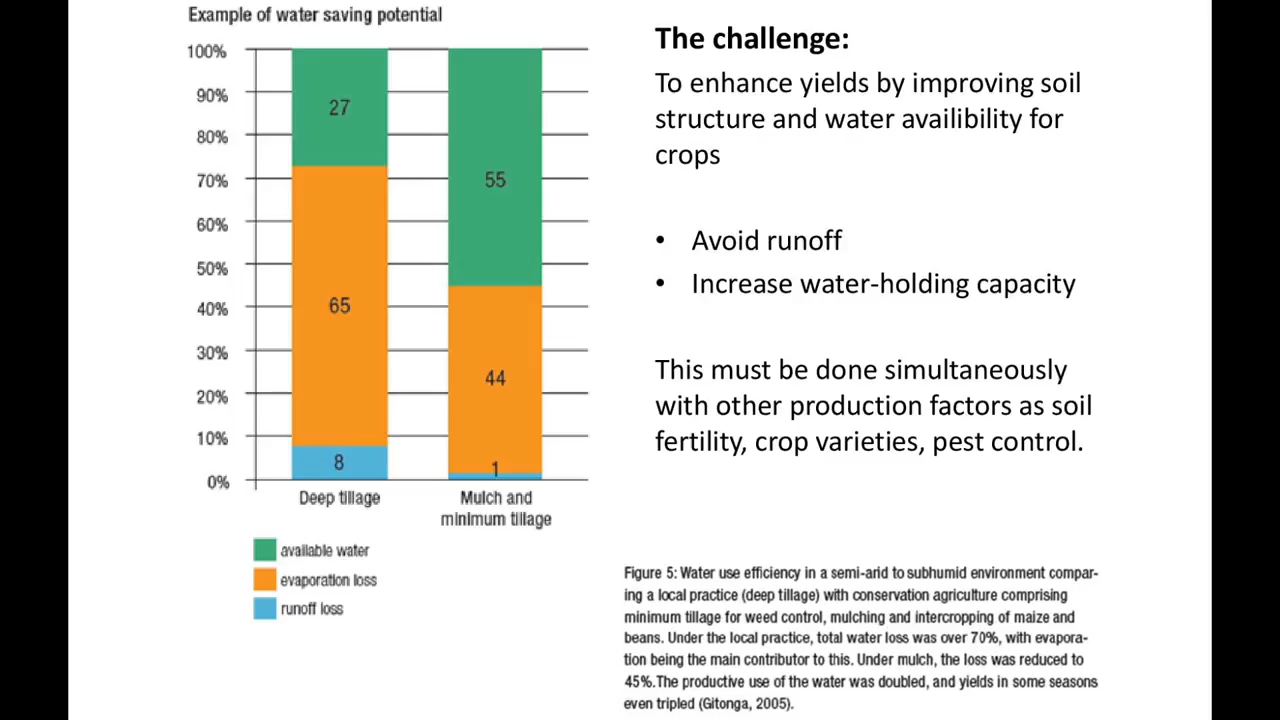 Example of water saving potential
100%
90%
80%
70%
60%
50%
40%
30%
20%
10%
0%
27
65
8
55
44
1
Deep tillage
Mulch and
minimum tillage
available water
evaporation loss
runoff loss
The challenge:
To enhance yields by improving soil
structure and water availibility for
crops
• Avoid runoff
• Increase water-holding capacity
This must be done simultaneously
with other production factors as soil
fertility, crop varieties, pest control.
Figure 5: Water use efficiency in a semi-arid to subhumid environment compar-
ing a local practice (deep tillage) with conservation agriculture comprising
minimum tillage for weed control, mulching and intercropping of maize and
beans. Under the local practice, total water loss was over 70%, with evapora-
tion being the main contributor to this. Under mulch, the loss was reduced to
45%.The productive use of the water was doubled, and yields in some seasons
even tripled (Gitonga, 2005).